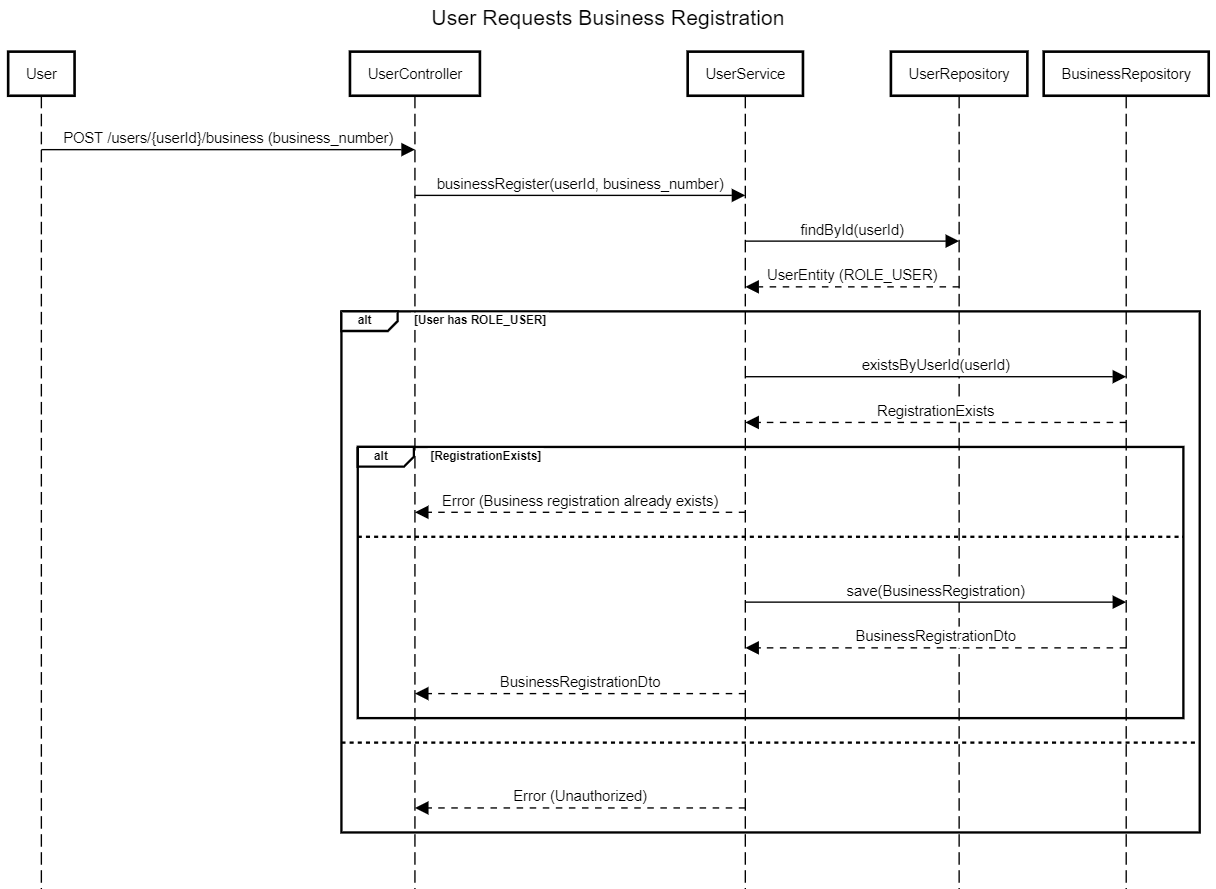 User Requests Business Registration
User
UserController
UserService
UserRepository
BusinessRepository
POST /users/{userId}/business (business_number)
businessRegister(userId, business_number)
findById(userId)
UserEntity (ROLE_USER)
alt
[User has ROLE_USER]
existsByUserId(userId)
RegistrationExists
alt
[RegistrationExists]
Error (Business registration already exists)
save(BusinessRegistration)
BusinessRegistrationDto
BusinessRegistrationDto
Error (Unauthorized)